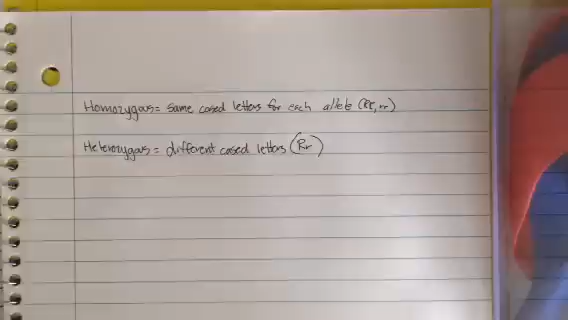 Homozygous = same cased letters for each allele (RR, rr)
Heterozygous = different cased letters (Rr)